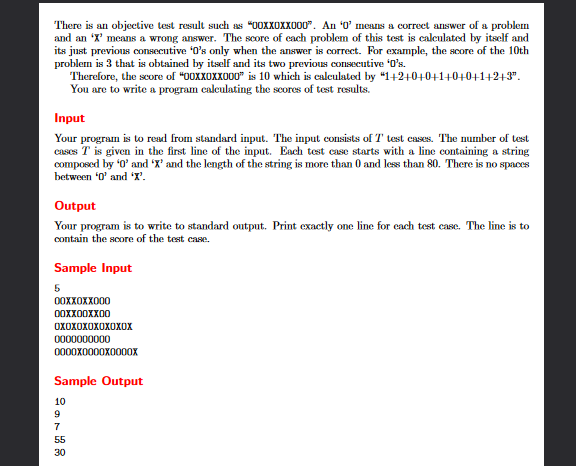 There is an objective test result such as "OOXXOXXOOO". An 'O' means a correct answer of a problem
and an 'X' means a wrong answer. The score of each problem of this test is calculated by itself and
its just previous consecutive 'O's only when the answer is correct. For example, the score of the 10th
problem is 3 that is obtained by itself and its two previous consecutive 'O's.
Therefore, the score of "OOXXOXXOOO" is 10 which is calculated by "1+2+0+0+1+0+0+1+2+3".
You are to write a program calculating the scores of test results.
Input
Your program is to read from standard input. The input consists of T test cases. The number of test
cases T is given in the first line of the input. Each test case starts with a line containing a string
composed by 'O' and 'X' and the length of the string is more than 0 and less than 80. There is no spaces
between 'O' and 'X'.
Output
Your program is to write to standard output. Print exactly one line for each test case. The line is to
contain the score of the test case.
Sample Input
5
OOXXOXXOOO
OOXXOOXXOO
OXOXOXOXOXOXOX
OOOOOOOOOO
OOOOXOOOOXOOOOX
Sample Output
10
9
7
55
30